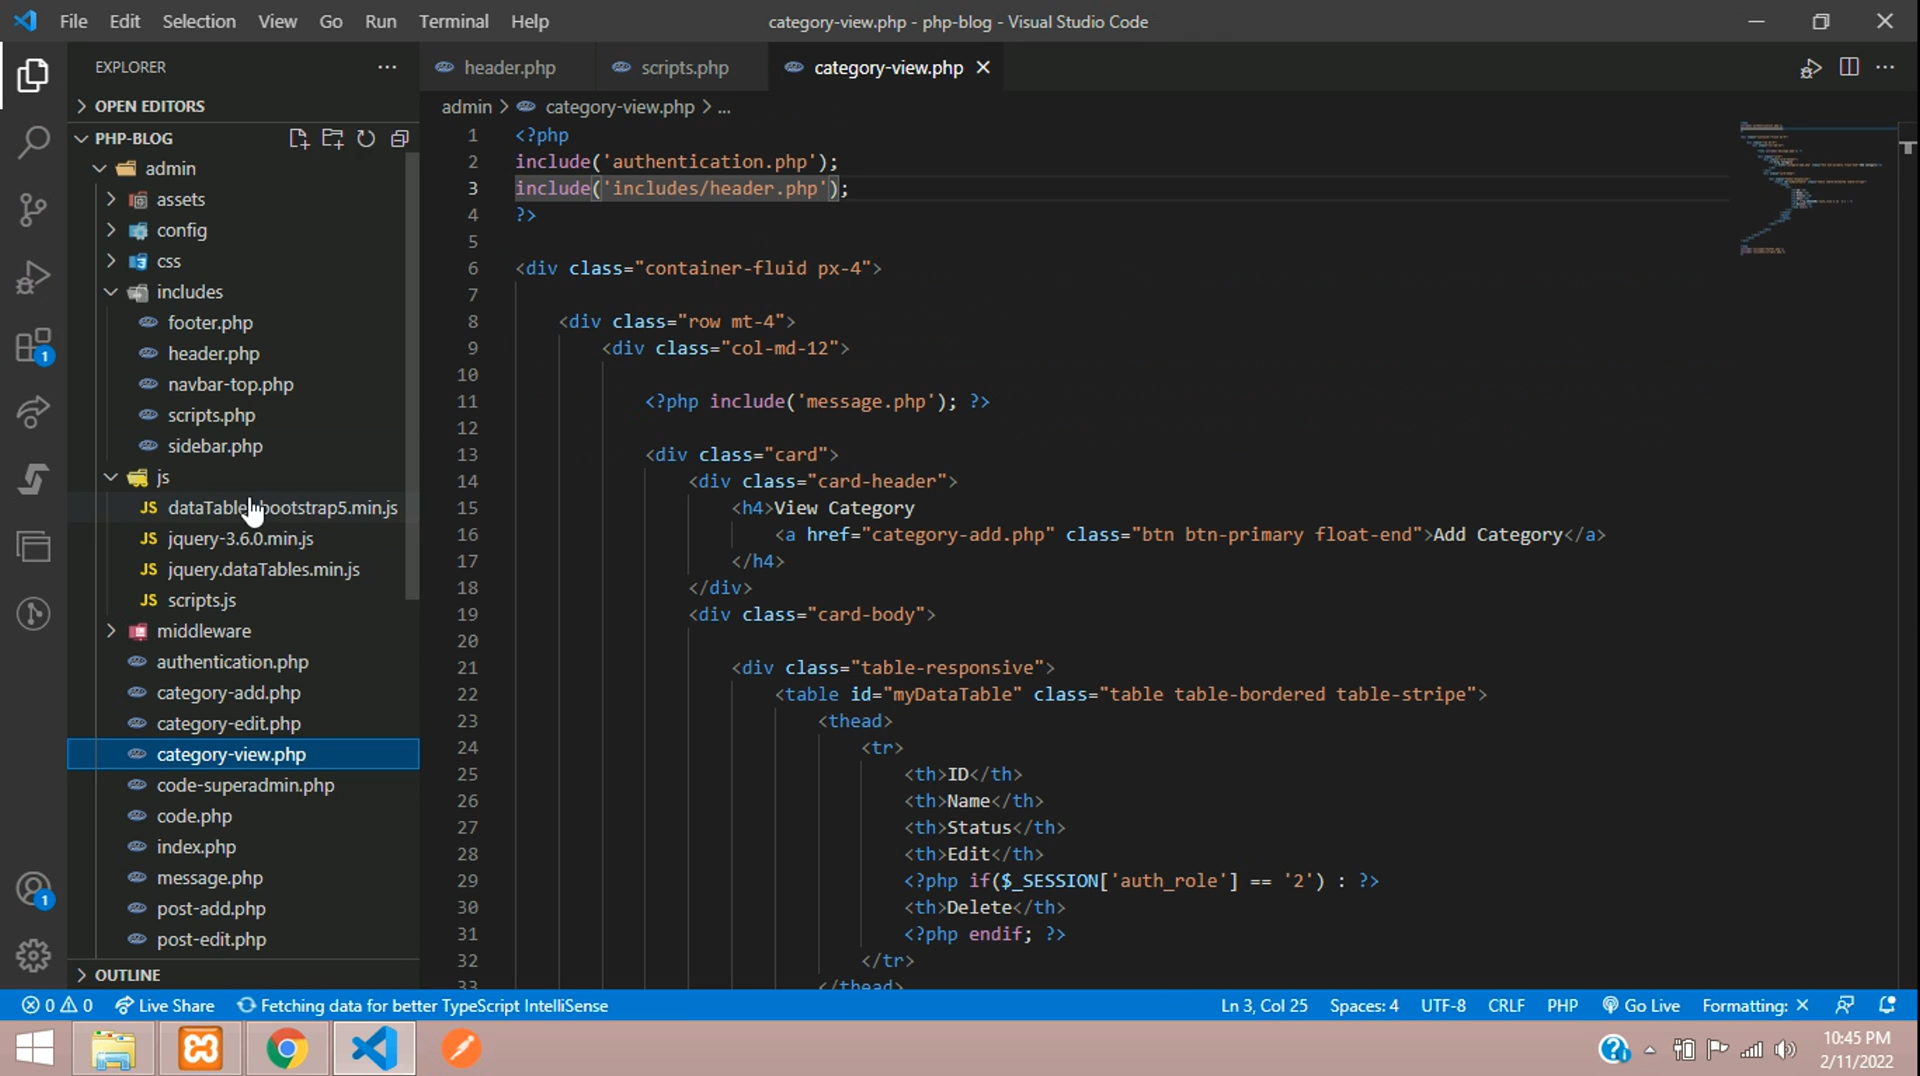 File Edit Selection View Go Run Terminal Help
category-view.php - php-blog - Visual Studio Code
EXPLORER
OPEN EDITORS
PHP-BLOG
admin
assets
config
css
includes
footer.php
header.php
navbar-top.php
scripts.php
sidebar.php
js
JS bootstrap5.min.js
JS jquery-3.6.0.min.js
JS jquery.dataTables.min.js
JS scripts.js
middleware
authentication.php
category-add.php
category-edit.php
category-view.php
code-superadmin.php
code.php
index.php
message.php
post-add.php
post-edit.php
OUTLINE
1
1
header.php scripts.php category-view.php
admin > category-view.php > ...
1 <?php
2 include('authentication.php');
3 include('includes/header.php');
4 ?>
5
6 <div class="container-fluid px-4">
7
8 <div class="row mt-4">
9 <div class="col-md-12">
10
11 <?php include('message.php'); ?>
12
13 <div class="card">
14 <div class="card-header">
15 <h4>View Category
16 <a href="category-add.php" class="btn btn-primary float-end">Add Category</a>
17 </h4>
18 </div>
19 <div class="card-body">
20
21 <div class="table-responsive">
22 <table id="myDataTable" class="table table-bordered table-stripe">
23 <thead>
24 <tr>
25 <th>ID</th>
26 <th>Name</th>
27 <th>Status</th>
28 <th>Edit</th>
29 <?php if($_SESSION['auth_role'] == '2') : ?>
30 <th>Delete</th>
31 <?php endif; ?>
32 </tr>
33 </thead>
0 0 Live Share Fetching data for better TypeScript IntelliSense
Ln 3, Col 25 Spaces: 4 UTF-8 CRLF PHP Go Live Formatting: ×
10:45 PM
2/11/2022